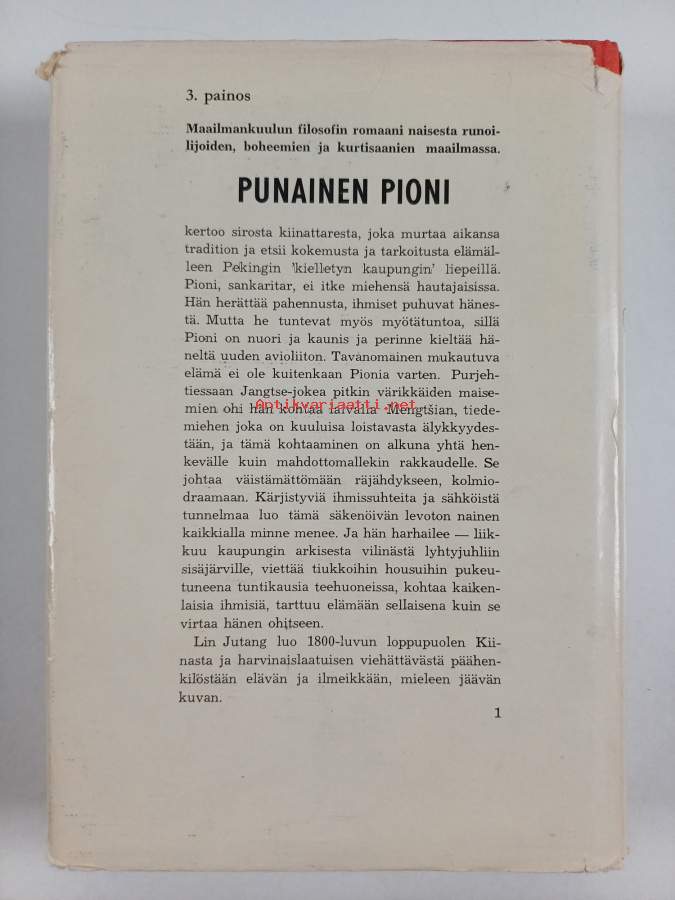 3. painos
Maailmankuulun filosofin romaani naisesta runoi-
lijoiden, boheemien ja kurtisaanien maailmassa.
PUNAINEN PIONI
kertoo sirosta kiinattaresta, joka murtaa aikansa
tradition ja etsii kokemusta ja tarkoitusta elämäl-
leen Pekingin 'kielletyn kaupungin' liepeillä.
Pioni, sankaritar, ei itke miehensä hautajaisissa.
Hän herättää pahennusta, ihmiset puhuvat hänes-
tä. Mutta he tuntevat myös myötätuntoa, sillä
Pioni on nuori ja kaunis ja perinne kieltää hä-
neltä uuden avioliiton. Tavanomainen mukautuva
elämä ei ole kuitenkaan Pionia varten. Purjeh-
tiessaan Jangtse-jokea pitkin värikkäiden maise-
mien ohi hän kohtaa laivalla Mengtšian, tiede-
Antikvariaatti.net
miehen joka on kuuluisa loistavasta älykkyydes-
tään, ja tämä kohtaaminen on alkuna yhtä hen-
kevälle kuin mahdottomallekin rakkaudelle. Se
johtaa väistämättömään räjähdykseen, kolmio-
draamaan. Kärjistyviä ihmissuhteita ja sähköistä
tunnelmaa luo tämä säkenöivän levoton nainen
kaikkialla minne menee. Ja hän harhailee — liik-
kuu kaupungin arkisesta vilinästä lyhtyjuhliin
sisäjärville, viettää tiukkoihin housuihin pukeu-
tuneena tuntikausia teehuoneissa, kohtaa kaiken-
laisia ihmisiä, tarttuu elämään sellaisena kuin se
virtaa hänen ohitseen.
Lin Jutang luo 1800-luvun loppupuolen Kii-
nasta ja harvinaislaatuisen viehättävästä päähen-
kilöstään elävän ja ilmeikkään, mieleen jäävän
kuvan.
1